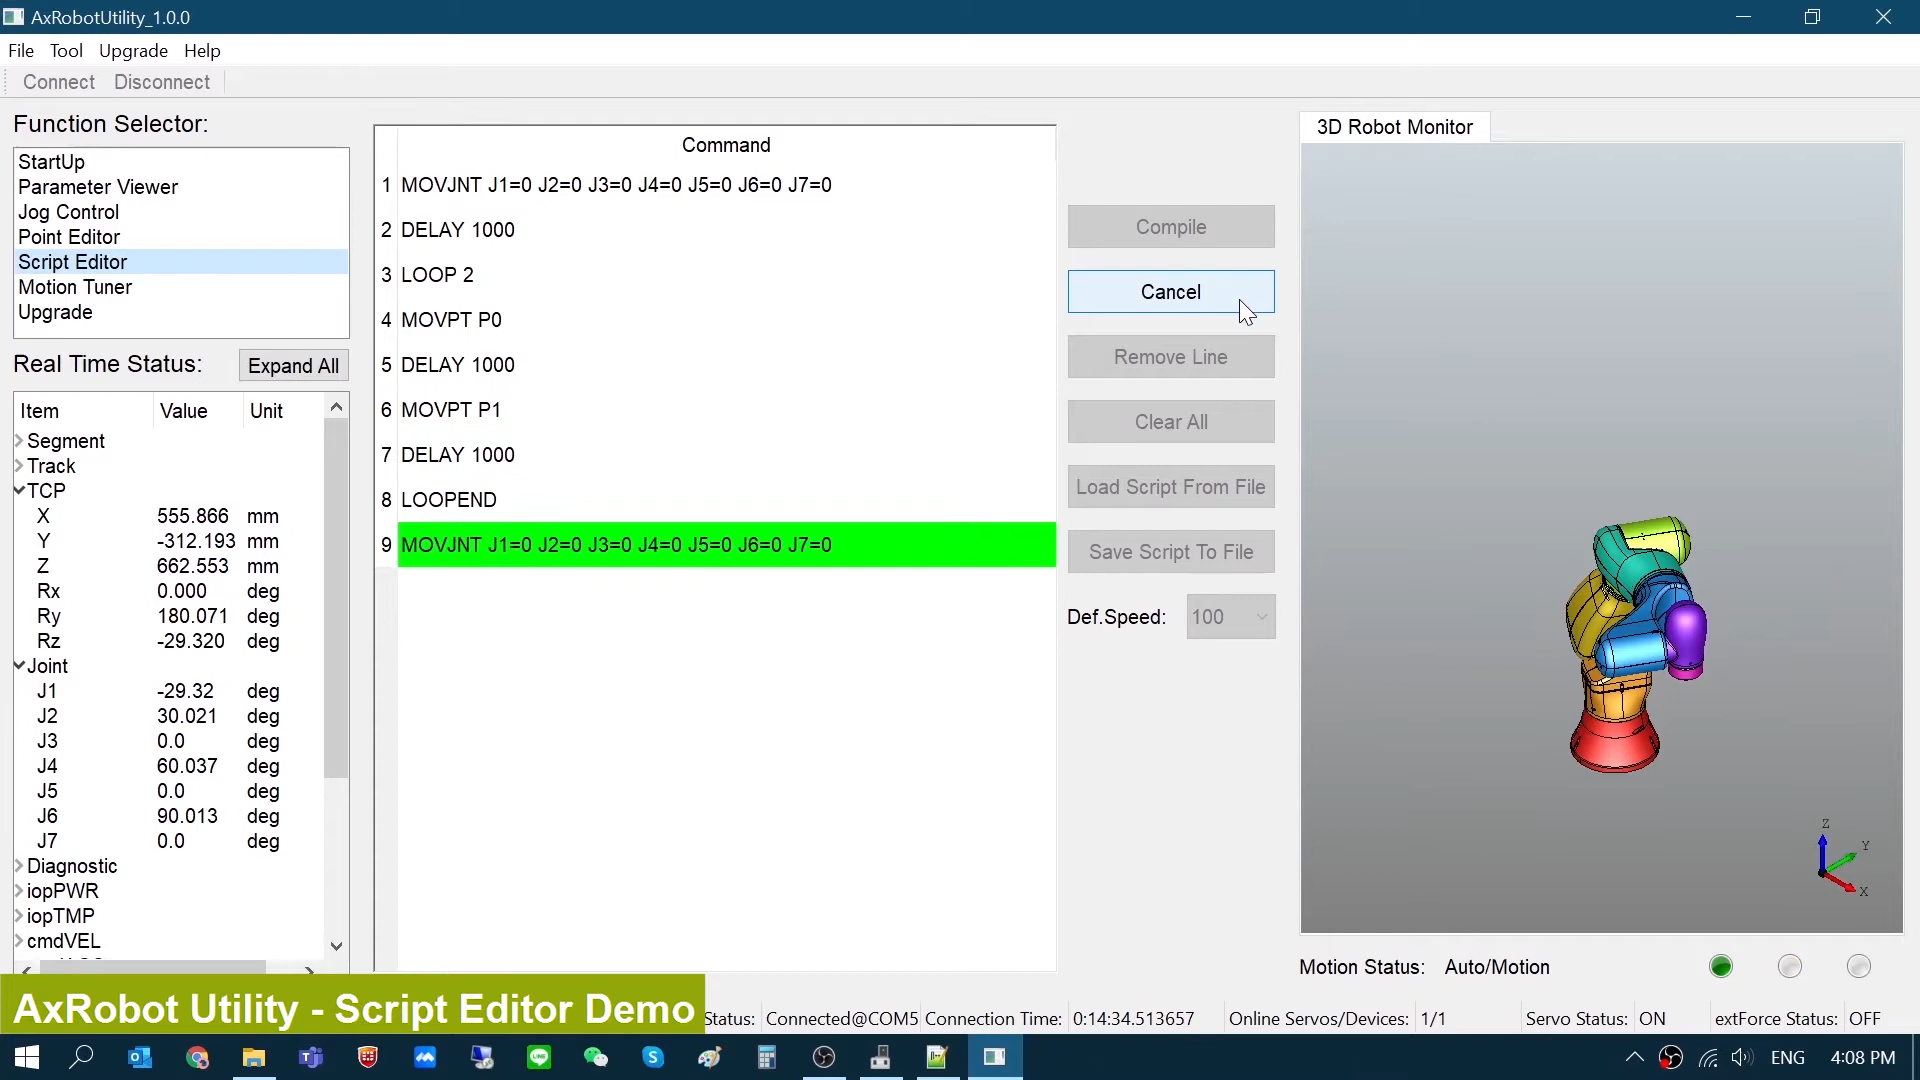 AxRobotUtility_1.0.0
File Tool Upgrade Help
Connect Disconnect
Function Selector:
StartUp
Parameter Viewer
Jog Control
Point Editor
Script Editor
Motion Tuner
Upgrade
Real Time Status: Expand All
Item Value Unit
Segment
Track
TCP
X 555.866 mm
Y -312.193 mm
Z 662.553 mm
Rx 0.000 deg
Ry 180.071 deg
Rz -29.320 deg
Joint
J1 -29.32 deg
J2 30.021 deg
J3 0.0 deg
J4 60.037 deg
J5 0.0 deg
J6 90.013 deg
J7 0.0 deg
Diagnostic
iopPWR
iopTMP
cmdVEL
Command
1 MOVJNT J1=0 J2=0 J3=0 J4=0 J5=0 J6=0 J7=0
2 DELAY 1000
3 LOOP 2
4 MOVPT P0
5 DELAY 1000
6 MOVPT P1
7 DELAY 1000
8 LOOPEND
9 MOVJNT J1=0 J2=0 J3=0 J4=0 J5=0 J6=0 J7=0
Compile
Cancel
Remove Line
Clear All
Load Script From File
Save Script To File
Def.Speed: 100
3D Robot Monitor
Z
Y
X
Motion Status: Auto/Motion
AxRobot Utility - Script Editor Demo
Status: Connected@COM5 Connection Time: 0:14:34.513657 Online Servos/Devices: 1/1 Servo Status: ON extForce Status: OFF
ENG 4:08 PM